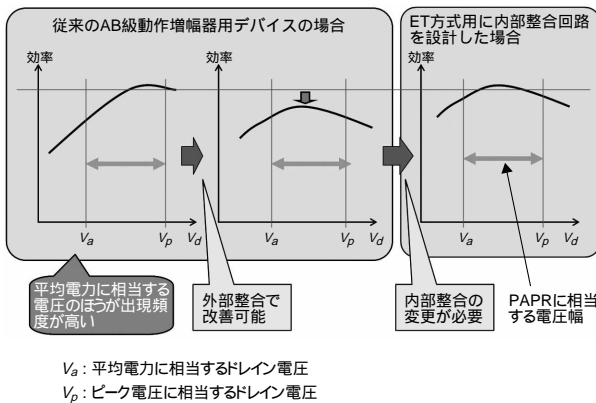 従来のAB級動作増幅器用デバイスの場合
ET方式用に内部整合回路
を設計した場合
効率
効率
効率
Va
Vp
Vd
Va
Vp
Vd
Va
Vp
Vd
平均電力に相当する
電圧のほうが出現頻
度が高い
外部整合で
改善可能
内部整合の
変更が必要
PAPRに相当
する電圧幅
Va：平均電力に相当するドレイン電圧
Vp：ピーク電圧に相当するドレイン電圧